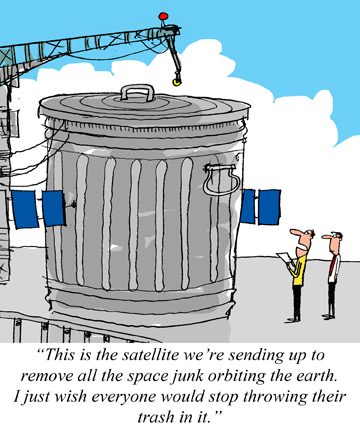 “This is the satellite we’re sending up to
remove all the space junk orbiting the earth.
I just wish everyone would stop throwing their
trash in it.”